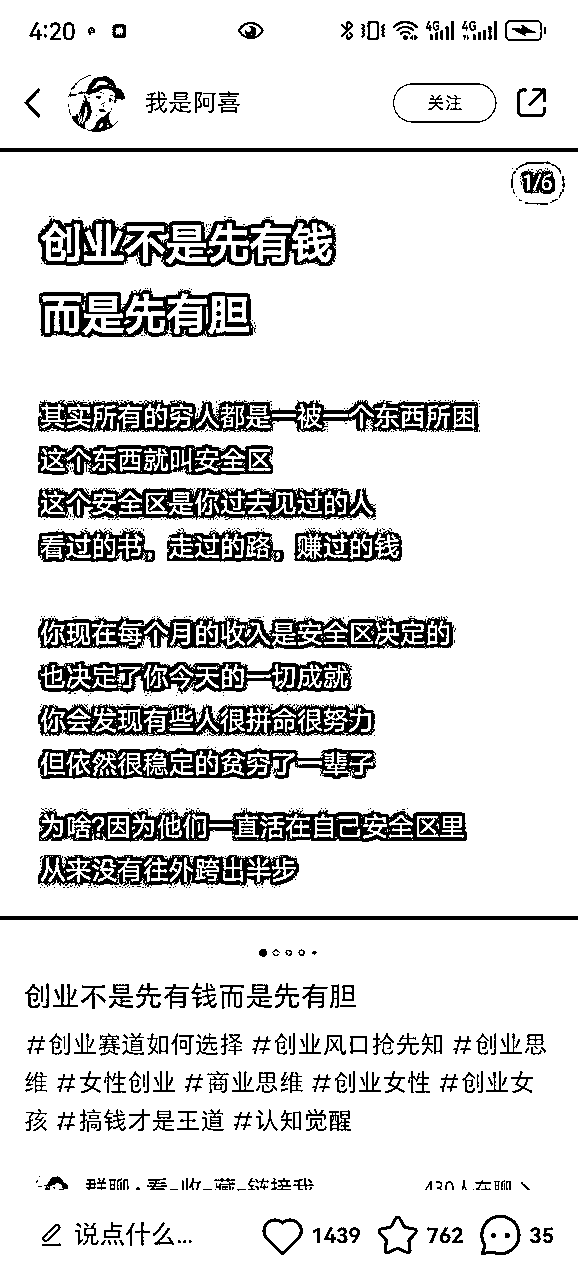 4:20
我是阿喜
关注
1/6
创业不是先有钱
而是先有胆
其实所有的穷人都是一被一个东西所困
这个东西就叫安全区
这个安全区是你过去见过的人
看过的书，走过的路，赚过的钱
你现在每个月的收入是安全区决定的
也决定了你今天的一切成就
你会发现有些人很拼命很努力
但依然很稳定的贫穷了一辈子
为啥?因为他们一直活在自己安全区里
从来没有往外跨出半步
创业不是先有钱而是先有胆
#创业赛道如何选择 #创业风口抢先知 #创业思
维 #女性创业 #商业思维 #创业女性 #创业女
孩 #搞钱才是王道 #认知觉醒
群聊·看-收-藏-链接我 430人在聊
说点什么... 1439 762 35